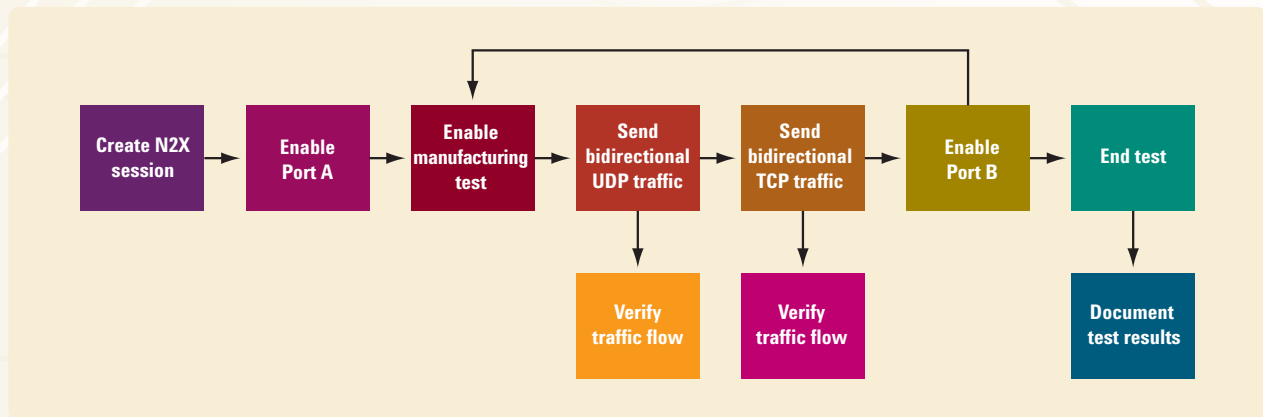 Create N2X
session
Enable
Port A
Enable
manufacturing
test
Send
bidirectional
UDP traffic
Send
bidirectional
TCP traffic
Enable
Port B
End test
Verify
traffic flow
Verify
traffic flow
Document
test results